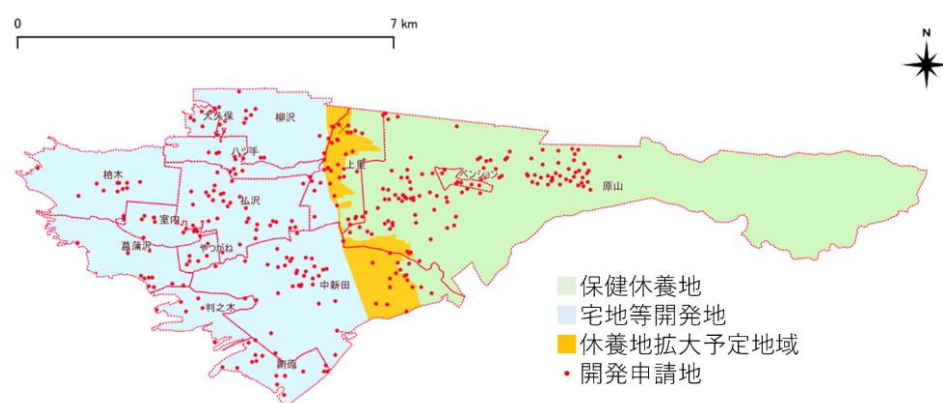 0 7 km
N
大久保
柳沢
八ツ手
上里
柏木
ペンション
原山
払沢
室内
菖蒲沢
やつがね
中新田
判之木
南原
保健休養地
宅地等開発地
休養地拡大予定地域
開発申請地